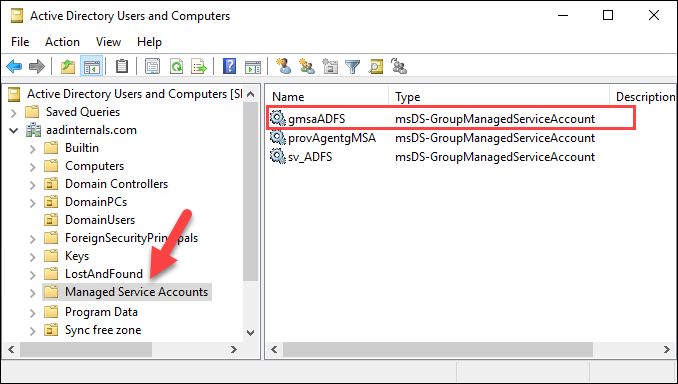 Active Directory Users and Computers
File Action View Help
Active Directory Users and Computers [S
Saved Queries
aadinternals.com
Builtin
Computers
Domain Controllers
DomainPCs
DomainUsers
ForeignSecurityPrincipals
Keys
LostAndFound
Managed Service Accounts
Program Data
Sync free zone
Name Type Description
gmsaADFS msDS-GroupManagedServiceAccount
provAgentgMSA msDS-GroupManagedServiceAccount
sv_ADFS msDS-GroupManagedServiceAccount